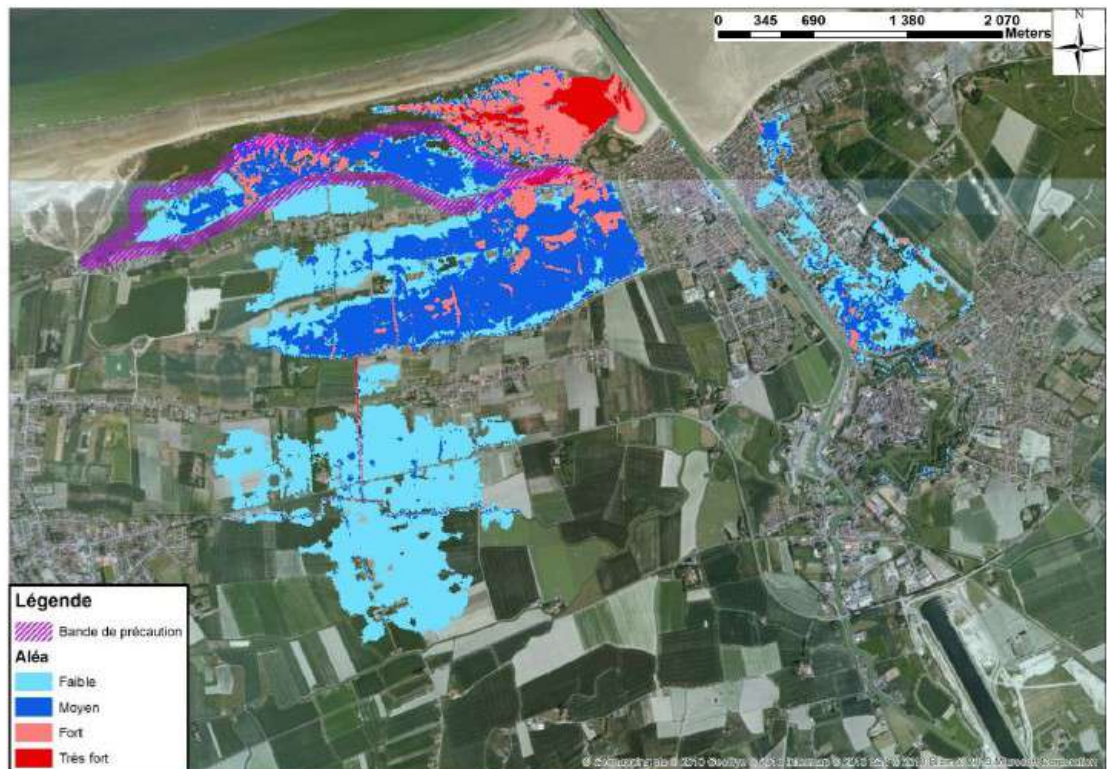 0 345 690 1 380 2 070
Meters
N
Légende
Bande de précaution
Aléa
Faible
Moyen
Fort
Très fort